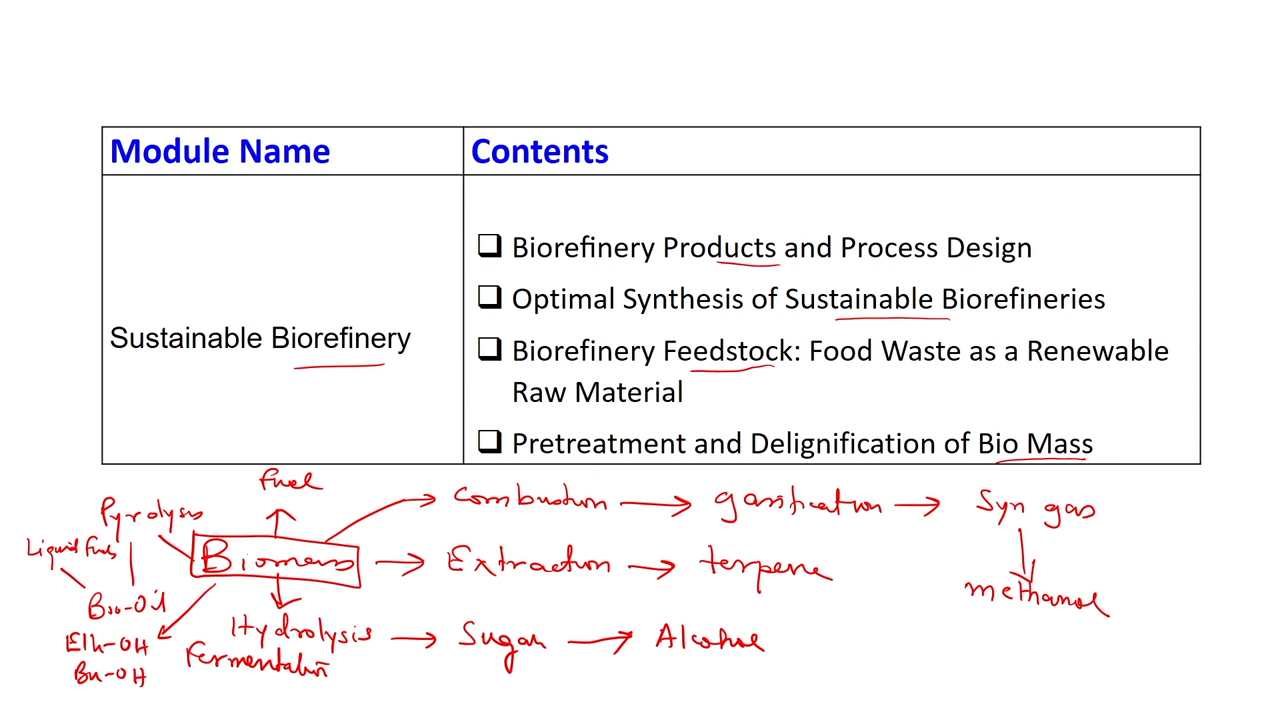 Module Name
Contents
Sustainable Biorefinery
❑ Biorefinery Products and Process Design
❑ Optimal Synthesis of Sustainable Biorefineries
❑ Biorefinery Feedstock: Food Waste as a Renewable
Raw Material
❑ Pretreatment and Delignification of Bio Mass
Fuel
Combustion → gasification → Syn gas
Pyrolysis
Liquid fuels
Biomass → Extraction → terpene
methanol
Bio-Oil
Hydrolysis → Sugar → Alcohol
Eth-OH
Fermentation
Bu-OH